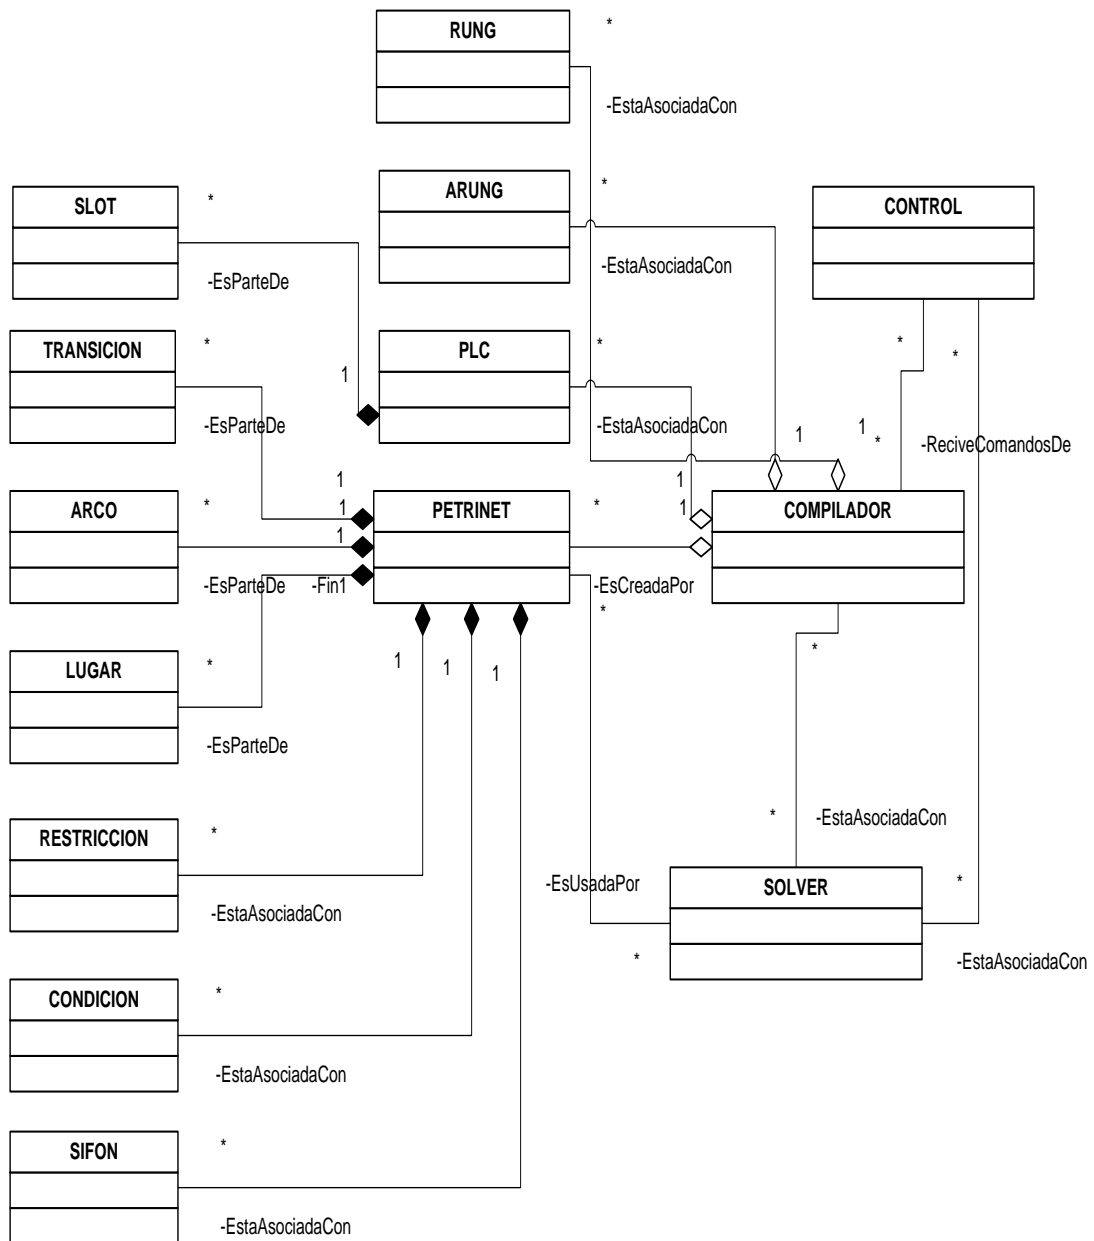 RUNG
*
-EstaAsociadaCon
ARUNG
*
-EstaAsociadaCon
SLOT
*
-EsParteDe
CONTROL
*
*
TRANSICION
*
-EsParteDe
1
PLC
*
-EstaAsociadaCon
1
1
*
-ReciveComandosDe
ARCO
*
-EsParteDe
1
1
1
-Fin1
PETRINET
*
-EsCreadaPor
*
1
1
COMPILADOR
*
LUGAR
*
-EsParteDe
1
1
1
RESTRICCION
*
-EstaAsociadaCon
*
-EstaAsociadaCon
-EsUsadaPor
*
SOLVER
*
-EstaAsociadaCon
CONDICION
*
-EstaAsociadaCon
SIFON
*
-EstaAsociadaCon